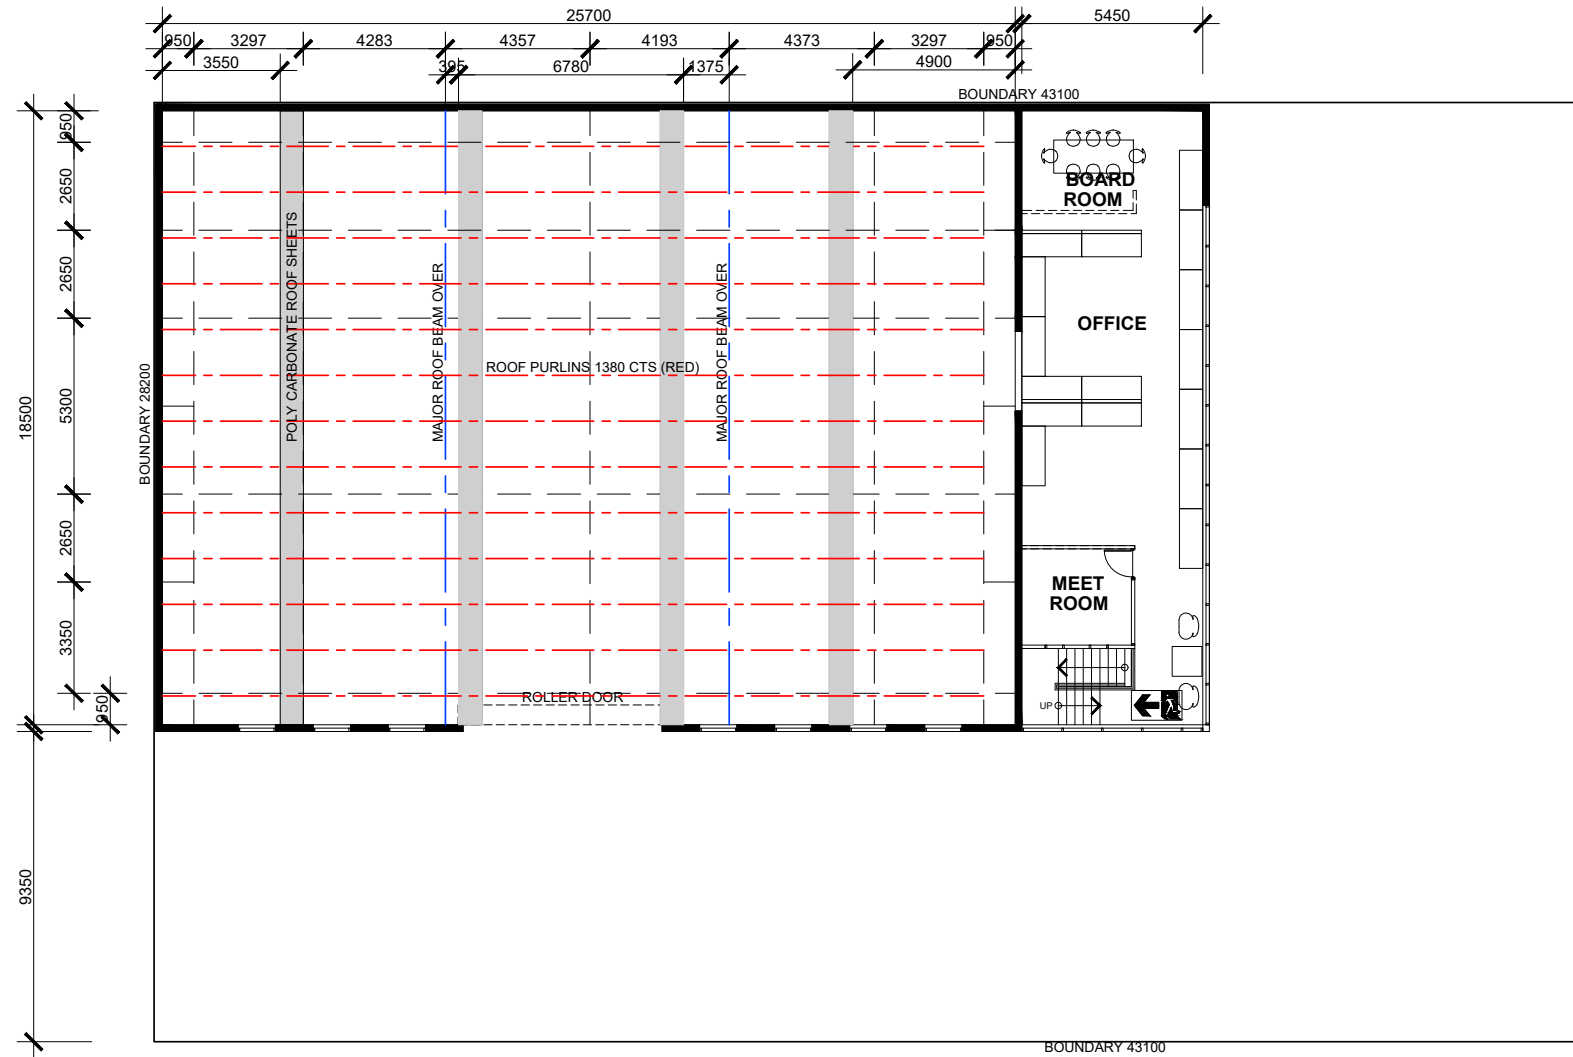 25700
5450
950
3297
4283
4357
4193
4373
3297
950
3550
395
6780
1375
4900
BOUNDARY 43100
950
2650
2650
5300
2650
3350
950
18500
9350
BOUNDARY 28200
POLY CARBONATE ROOF SHEETS
MAJOR ROOF BEAM OVER
MAJOR ROOF BEAM OVER
ROOF PURLINS 1380 CTS (RED)
ROLLER DOOR
BOARD
ROOM
OFFICE
MEET
ROOM
UP
BOUNDARY 43100